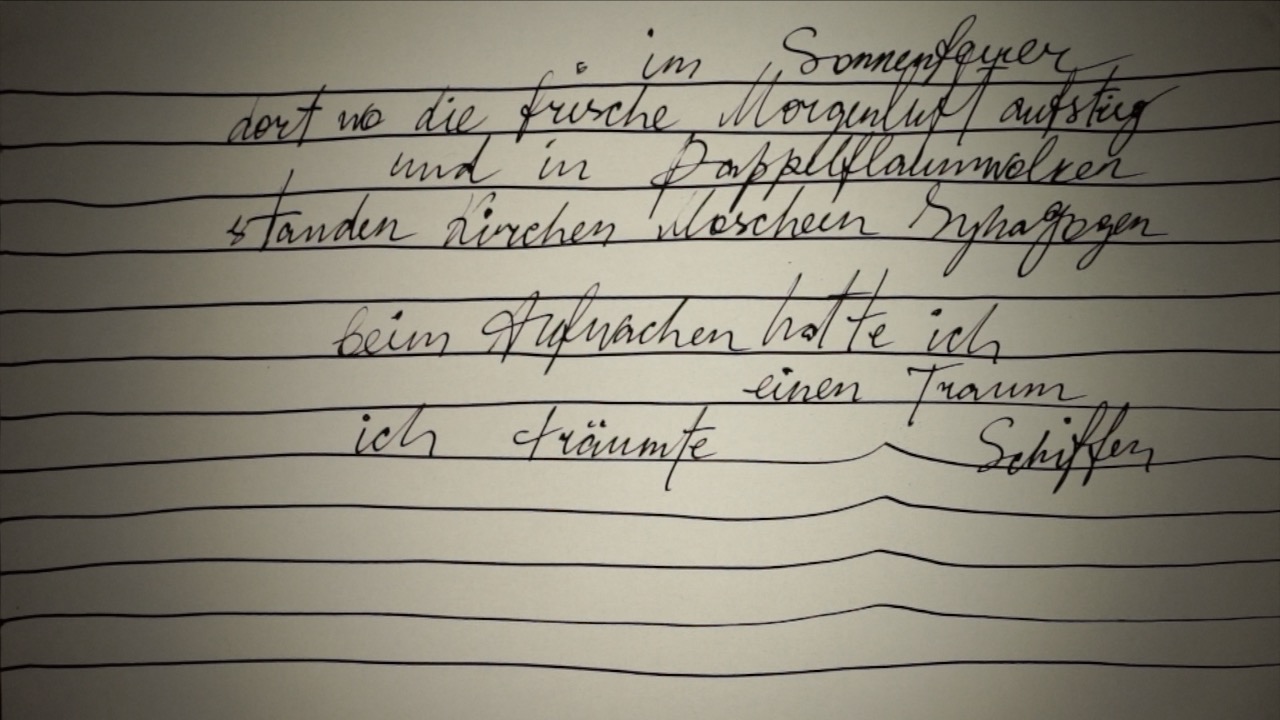 im Sonnenfeuer
dort wo die frische Morgenluft aufstieg
und in Pappelflaumwolken
standen Kirchen Moscheen Synagogen
beim Aufwachen hatte ich
einen Traum
ich träumte Schiffen